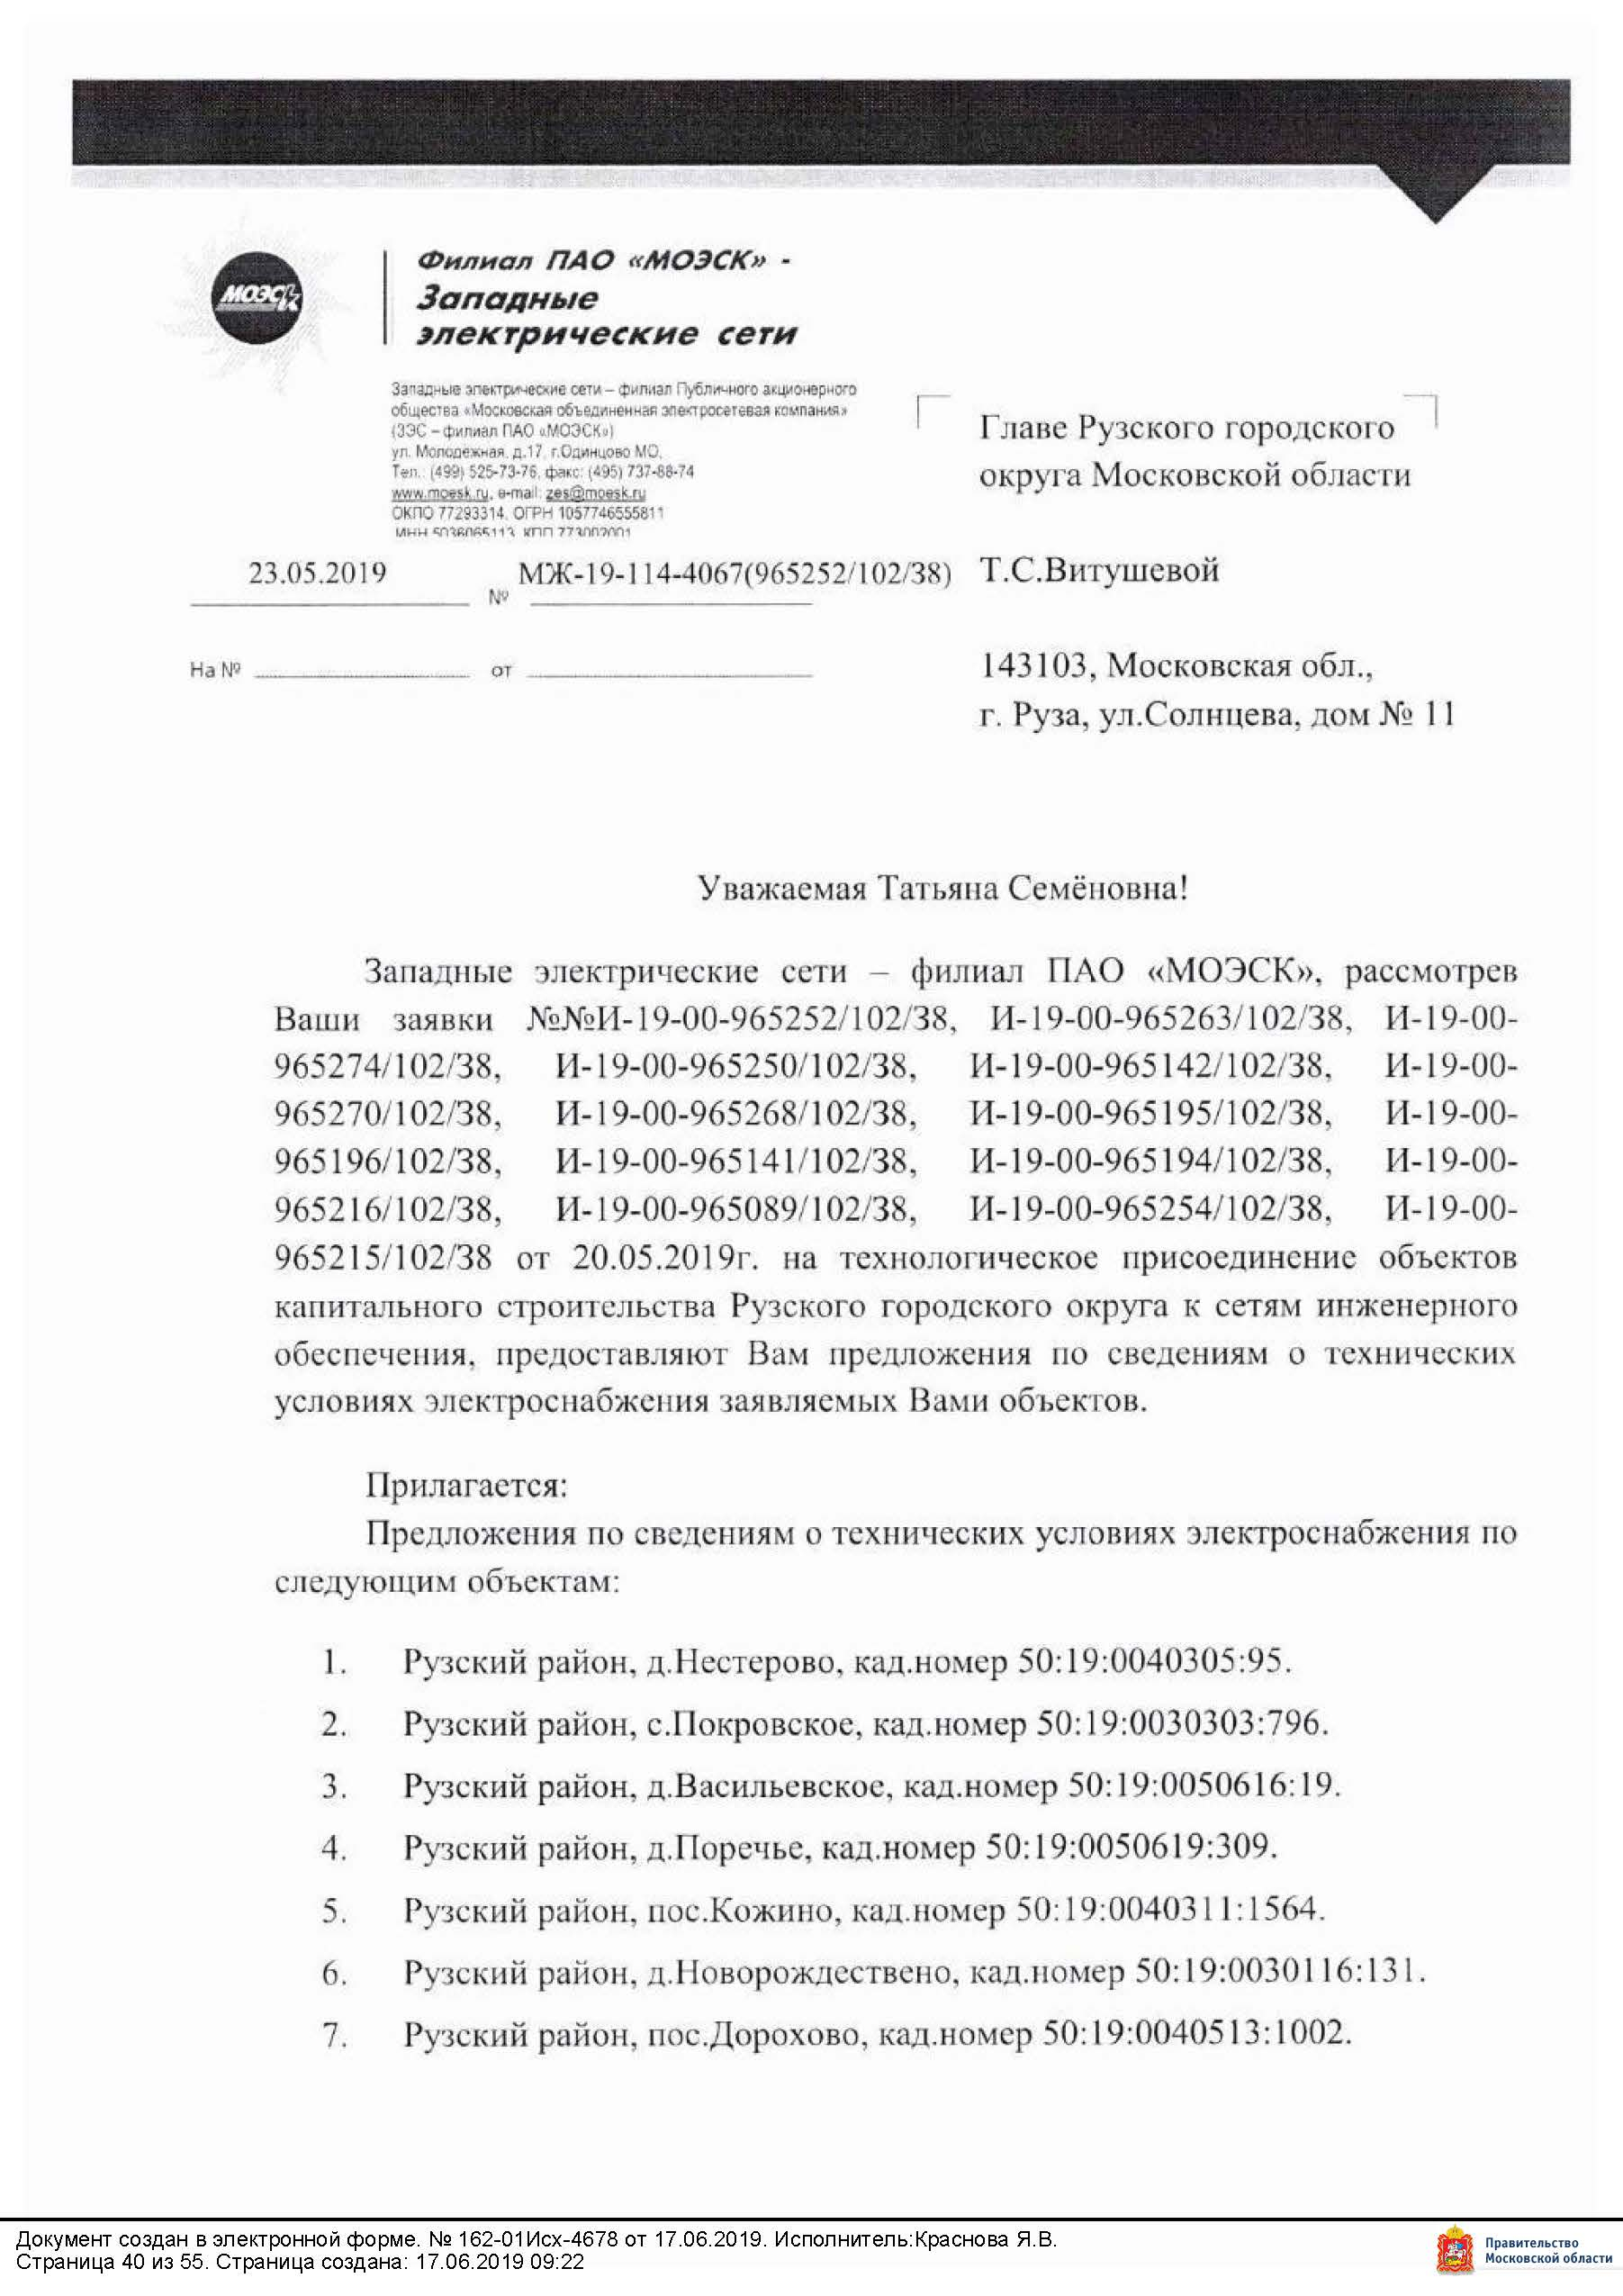 Филиал ПАО «МОЭСК» -
Западные
электрические сети
МОЭСК
Западные электрические сети – филиал Публичного акционерного
общества «Московская объединенная электросетевая компания»
(ЗЭС – филиал ПАО «МОЭСК»)
ул. Молодежная, д.17, г.Одинцово МО,
Тел.: (499) 525-73-76, факс: (495) 737-88-74
www.moesk.ru, e-mail: zes@moesk.ru
ОКПО 77293314, ОГРН 1057746555811
ИНН 5036065113, КПП 773002001
Главе Рузского городского
округа Московской области
23.05.2019 № МЖ-19-114-4067(965252/102/38)
Т.С.Витушевой
На № от
143103, Московская обл.,
г. Руза, ул.Солнцева, дом № 11
Уважаемая Татьяна Семёновна!
Западные электрические сети – филиал ПАО «МОЭСК», рассмотрев
Ваши заявки №№И-19-00-965252/102/38, И-19-00-965263/102/38, И-19-00-
965274/102/38, И-19-00-965250/102/38, И-19-00-965142/102/38, И-19-00-
965270/102/38, И-19-00-965268/102/38, И-19-00-965195/102/38, И-19-00-
965196/102/38, И-19-00-965141/102/38, И-19-00-965194/102/38, И-19-00-
965216/102/38, И-19-00-965089/102/38, И-19-00-965254/102/38, И-19-00-
965215/102/38 от 20.05.2019г. на технологическое присоединение объектов
капитального строительства Рузского городского округа к сетям инженерного
обеспечения, предоставляют Вам предложения по сведениям о технических
условиях электроснабжения заявляемых Вами объектов.
Прилагается:
Предложения по сведениям о технических условиях электроснабжения по
следующим объектам:
1. Рузский район, д.Нестерово, кад.номер 50:19:0040305:95.
2. Рузский район, с.Покровское, кад.номер 50:19:0030303:796.
3. Рузский район, д.Васильевское, кад.номер 50:19:0050616:19.
4. Рузский район, д.Поречье, кад.номер 50:19:0050619:309.
5. Рузский район, пос.Кожино, кад.номер 50:19:0040311:1564.
6. Рузский район, д.Новорождествено, кад.номер 50:19:0030116:131.
7. Рузский район, пос.Дорохово, кад.номер 50:19:0040513:1002.
Документ создан в электронной форме. № 162-01Исх-4678 от 17.06.2019. Исполнитель:Краснова Я.В.
Страница 40 из 55. Страница создана: 17.06.2019 09:22
Правительство
Московской области